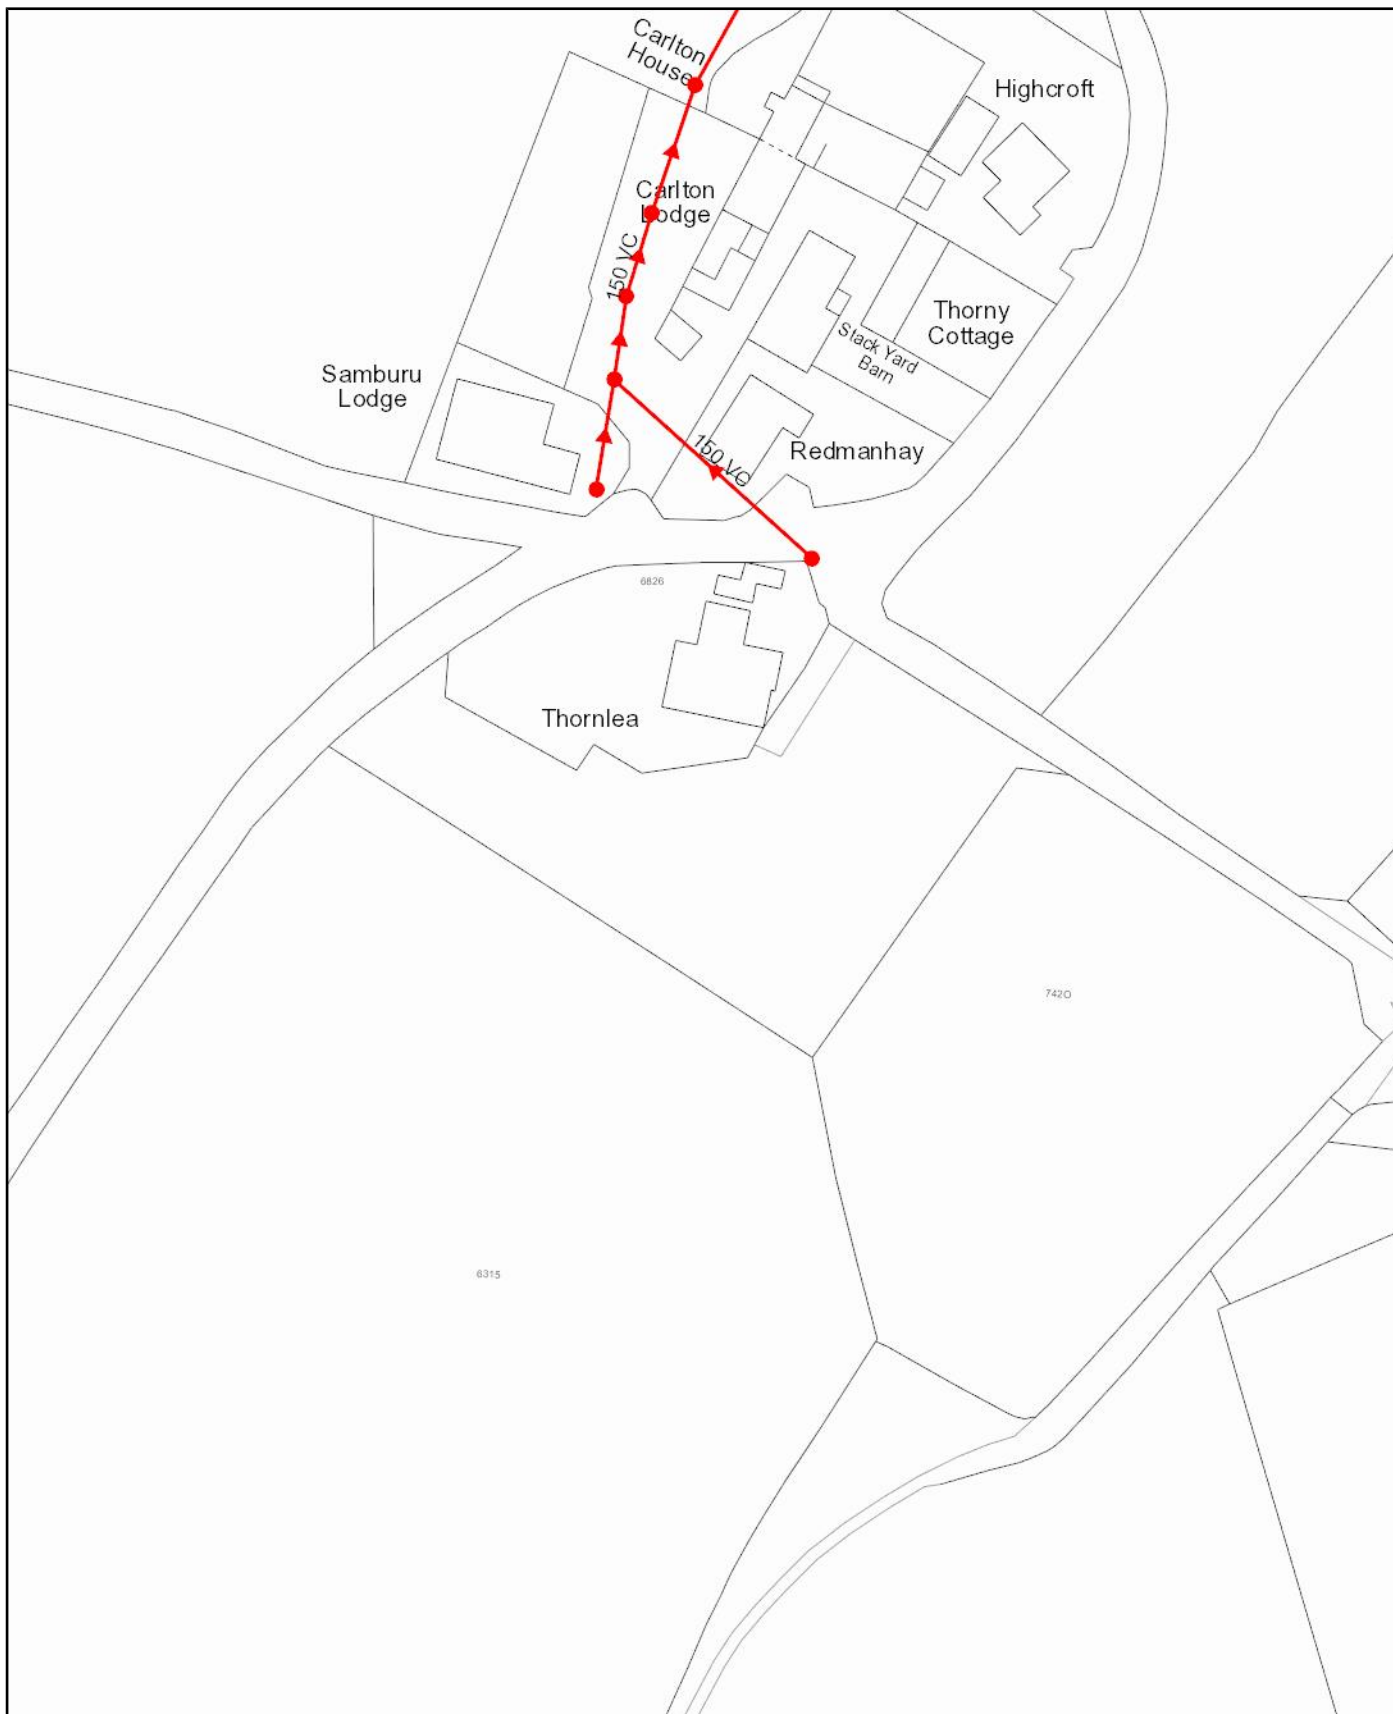 Carlton
House
Highcroft
Carlton
Lodge
150 VC
Thorny
Cottage
Stack Yard
Barn
Samburu
Lodge
150 VC
Redmanhay
6826
Thornlea
7420
6315